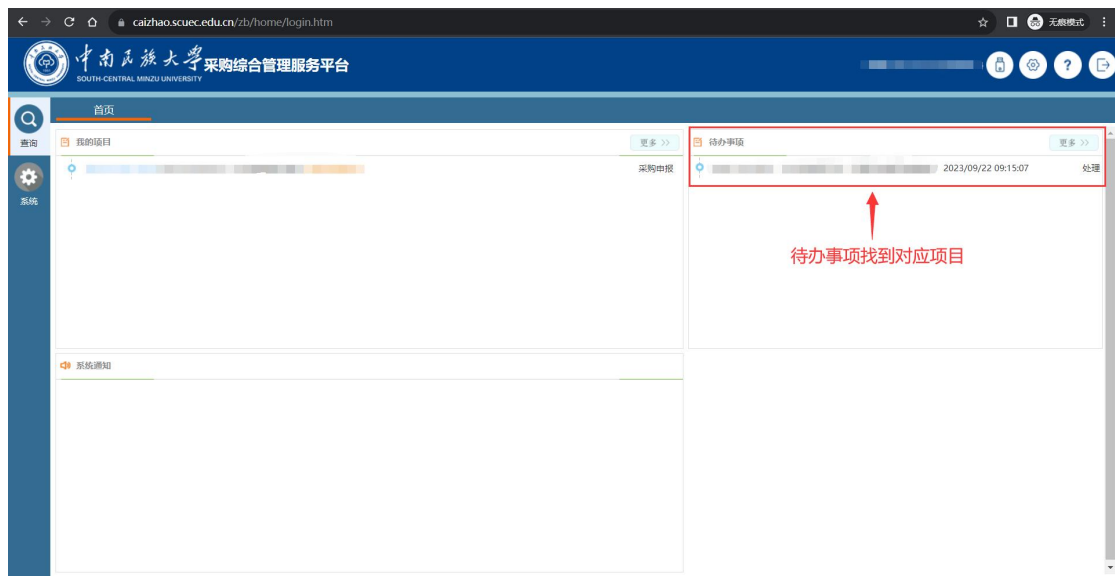 caizhao.scuec.edu.cn/zb/home/login.htm
无痕模式
中南民族大学
SOUTH-CENTRAL MINZU UNIVERSITY
采购综合管理服务平台
首页
查询
系统
我的项目
更多 >>
采购申报
待办事项
更多 >>
2023/09/22 09:15:07
处理
待办事项找到对应项目
系统通知